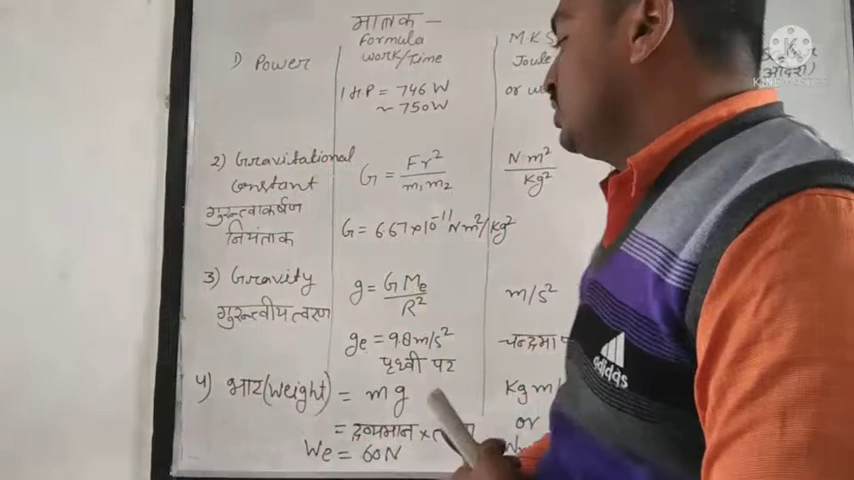 मात्रक —
Formula
M.K.S
1) Power
Work/Time
Joule
1 HP = 746 W
or
~ 750W
2) Gravitational
Constant
G = Fr²/m₁m₂
N·m²/Kg²
गुरुत्वाकर्षण
नियतांक
G = 6.67×10⁻¹¹ Nm²/Kg²
3) Gravity
g = GMe/R²
m/s²
गुरुत्वीय त्वरण
ge = 9.8 m/s²
पृथ्वी पर
चन्द्रमा प
4) भार (Weight) = mg
Kg m
= द्रव्यमान ×
or
We = 60N
adidas
K
KINEMASTER